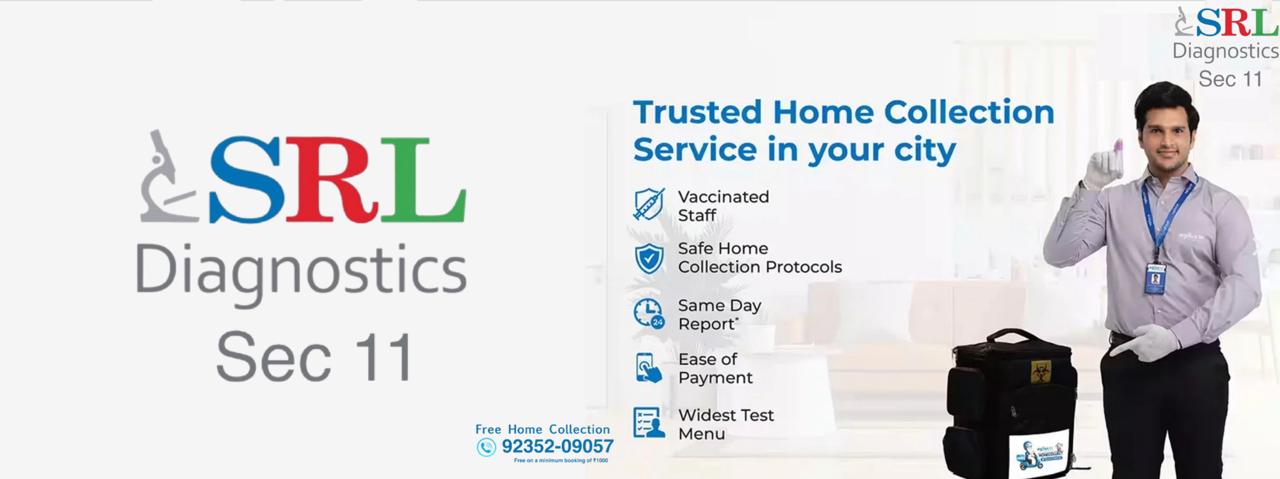 SRL
Diagnostics
Sec 11
SRL
Diagnostics
Sec 11
Trusted Home Collection
Service in your city
Vaccinated
Staff
Safe Home
Collection Protocols
Same Day
Report*
24
Ease of
Payment
Widest Test
Menu
Free Home Collection
92352-09057
Free on a minimum booking of ₹1000